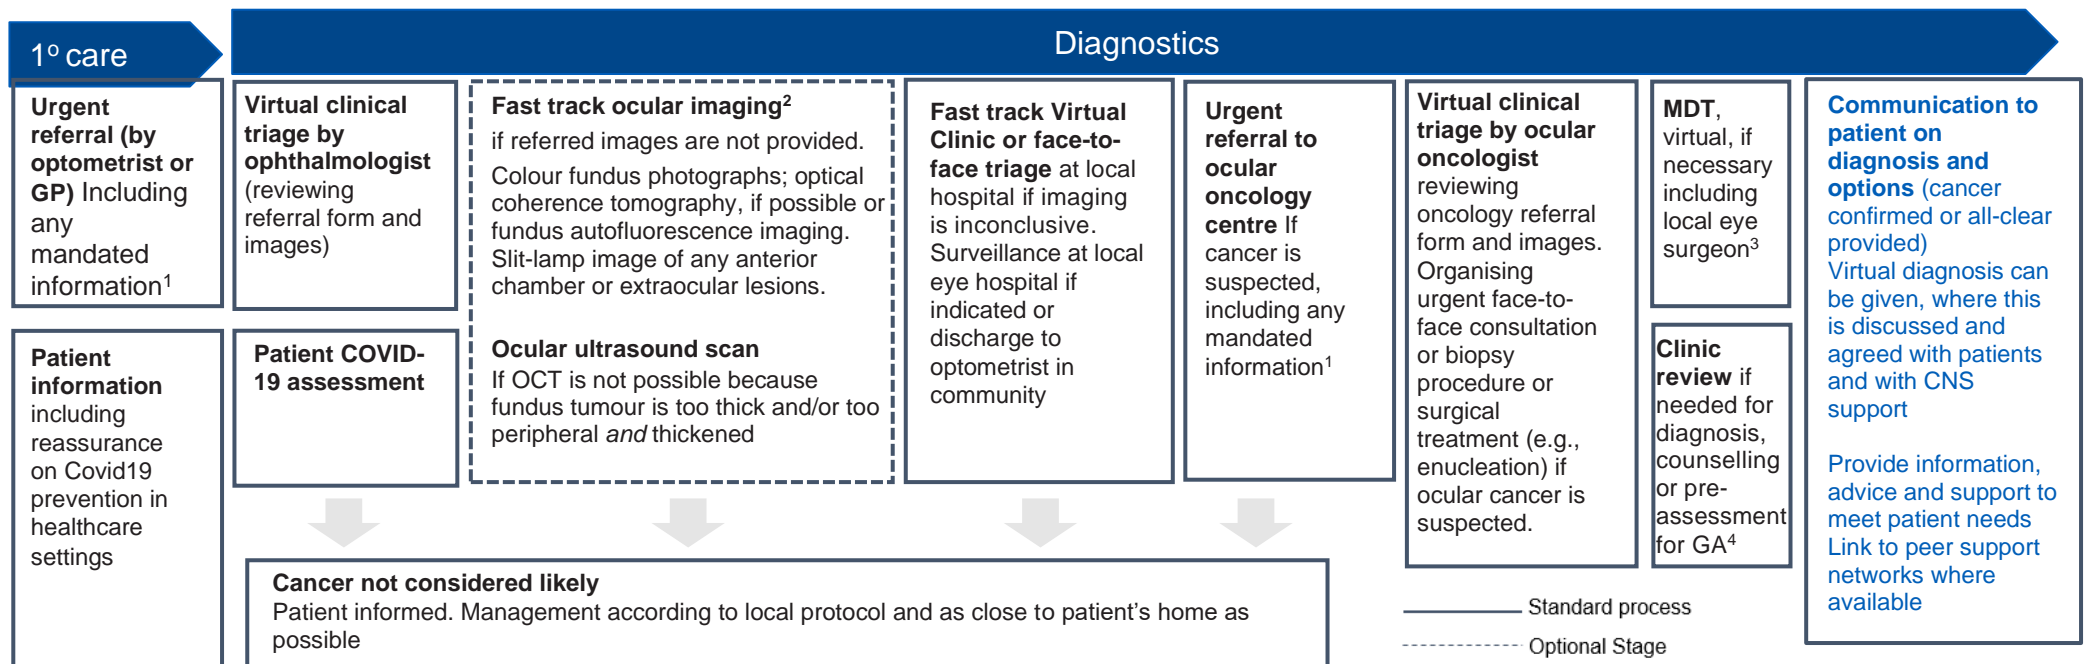 1º care
Diagnostics
Urgent
referral (by
optometrist or
GP) Including
any
mandated
information1
Patient
information
including
reassurance
on Covid19
prevention in
healthcare
settings
Virtual clinical
triage by
ophthalmologist
(reviewing
referral form and
images)
Patient COVID-
19 assessment
Fast track ocular imaging2
if referred images are not provided.
Colour fundus photographs; optical
coherence tomography, if possible or
fundus autofluorescence imaging.
Slit-lamp image of any anterior
chamber or extraocular lesions.
Ocular ultrasound scan
If OCT is not possible because
fundus tumour is too thick and/or too
peripheral and thickened
Fast track Virtual
Clinic or face-to-
face triage at local
hospital if imaging
is inconclusive.
Surveillance at local
eye hospital if
indicated or
discharge to
optometrist in
community
Urgent
referral to
ocular
oncology
centre If
cancer is
suspected,
including any
mandated
information1
Virtual clinical
triage by ocular
oncologist
reviewing
oncology referral
form and images.
Organising
urgent face-to-
face consultation
or biopsy
procedure or
surgical
treatment (e.g.,
enucleation) if
ocular cancer is
suspected.
MDT,
virtual, if
necessary
including
local eye
surgeon3
Clinic
review if
needed for
diagnosis,
counselling
or pre-
assessment
for GA4
Communication to
patient on
diagnosis and
options (cancer
confirmed or all-clear
provided)
Virtual diagnosis can
be given, where this
is discussed and
agreed with patients
and with CNS
support
Provide information,
advice and support to
meet patient needs
Link to peer support
networks where
available
Cancer not considered likely
Patient informed. Management according to local protocol and as close to patient's home as
possible
Standard process
Optional Stage